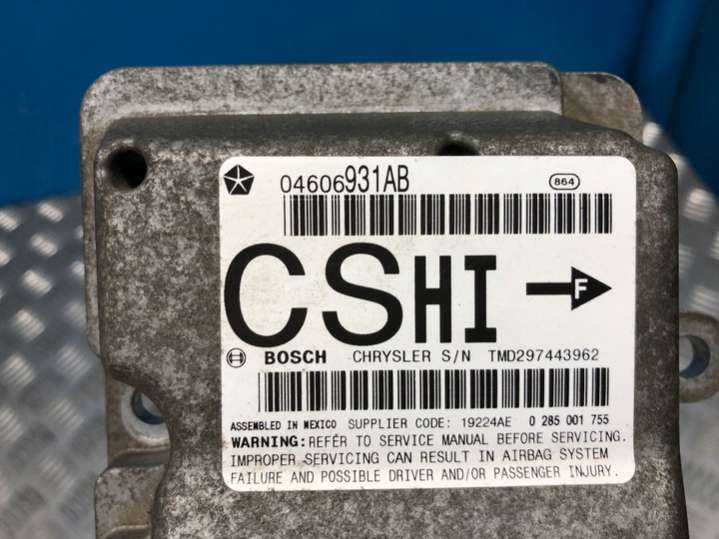 04606931AB 864
CSHI F
BOSCH CHRYSLER S/N TMD297443962
ASSEMBLED IN MEXICO SUPPLIER CODE: 19224AE 0 285 001 755
WARNING: REFER TO SERVICE MANUAL BEFORE SERVICING.
IMPROPER SERVICING CAN RESULT IN AIRBAG SYSTEM
FAILURE AND POSSIBLE DRIVER AND/OR PASSENGER INJURY.